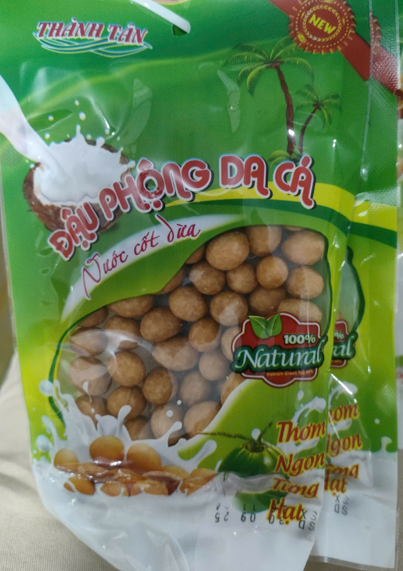 THÀNH TÂN
NEW
ĐẬU PHỘNG DA CÁ
Nước cốt dừa
100%
Natural
Thơm
Ngon
Từng
Hạt